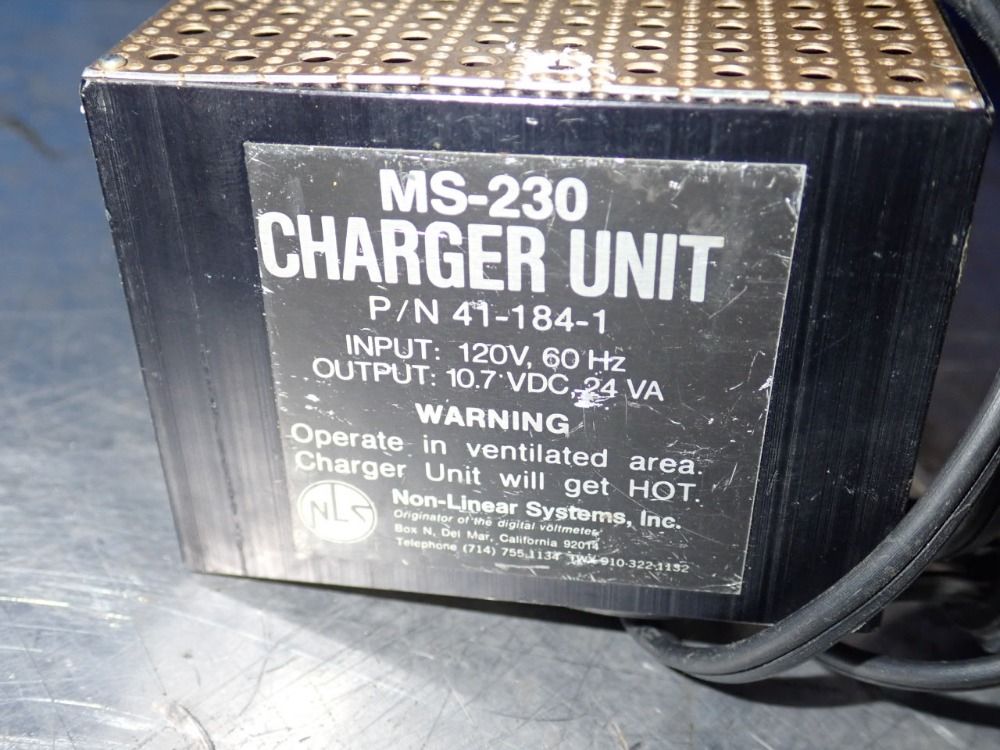 MS-230
CHARGER UNIT
P/N 41-184-1
INPUT: 120V, 60 Hz
OUTPUT: 10.7 VDC, 24 VA
WARNING
Operate in ventilated area.
Charger Unit will get HOT.
NLS
Non-Linear Systems, Inc.
Originator of the digital voltmeter
Box N, Del Mar, California 92014
Telephone (714) 755.1134 TWX 910-322-1132